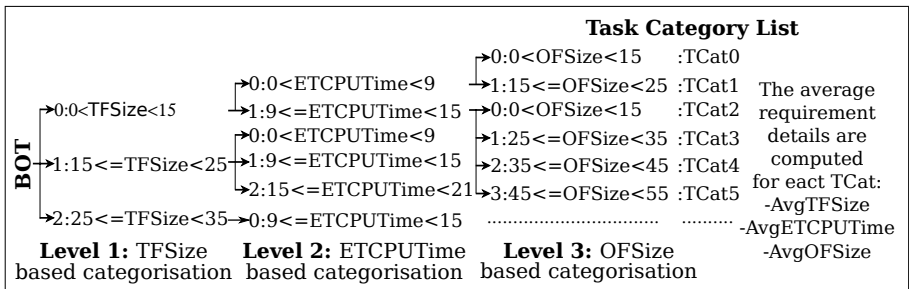 Task Category List
BOT
0:0<TFSize<15
1:15<=TFSize<25
2:25<=TFSize<35
0:0<ETCPUTime<9
1:9<=ETCPUTime<15
0:0<ETCPUTime<9
1:9<=ETCPUTime<15
2:15<=ETCPUTime<21
0:9<=ETCPUTime<15
0:0<OFSize<15 :TCat0
1:15<=OFSize<25 :TCat1
0:0<OFSize<15 :TCat2
1:25<=OFSize<35 :TCat3
2:35<=OFSize<45 :TCat4
3:45<=OFSize<55 :TCat5
.................................. ..........
The average
requirement
details are
computed
for eact TCat:
-AvgTFSize
-AvgETCPUTime
-AvgOFSize
Level 1: TFSize
based categorisation
Level 2: ETCPUTime
based categorisation
Level 3: OFSize
based categorisation